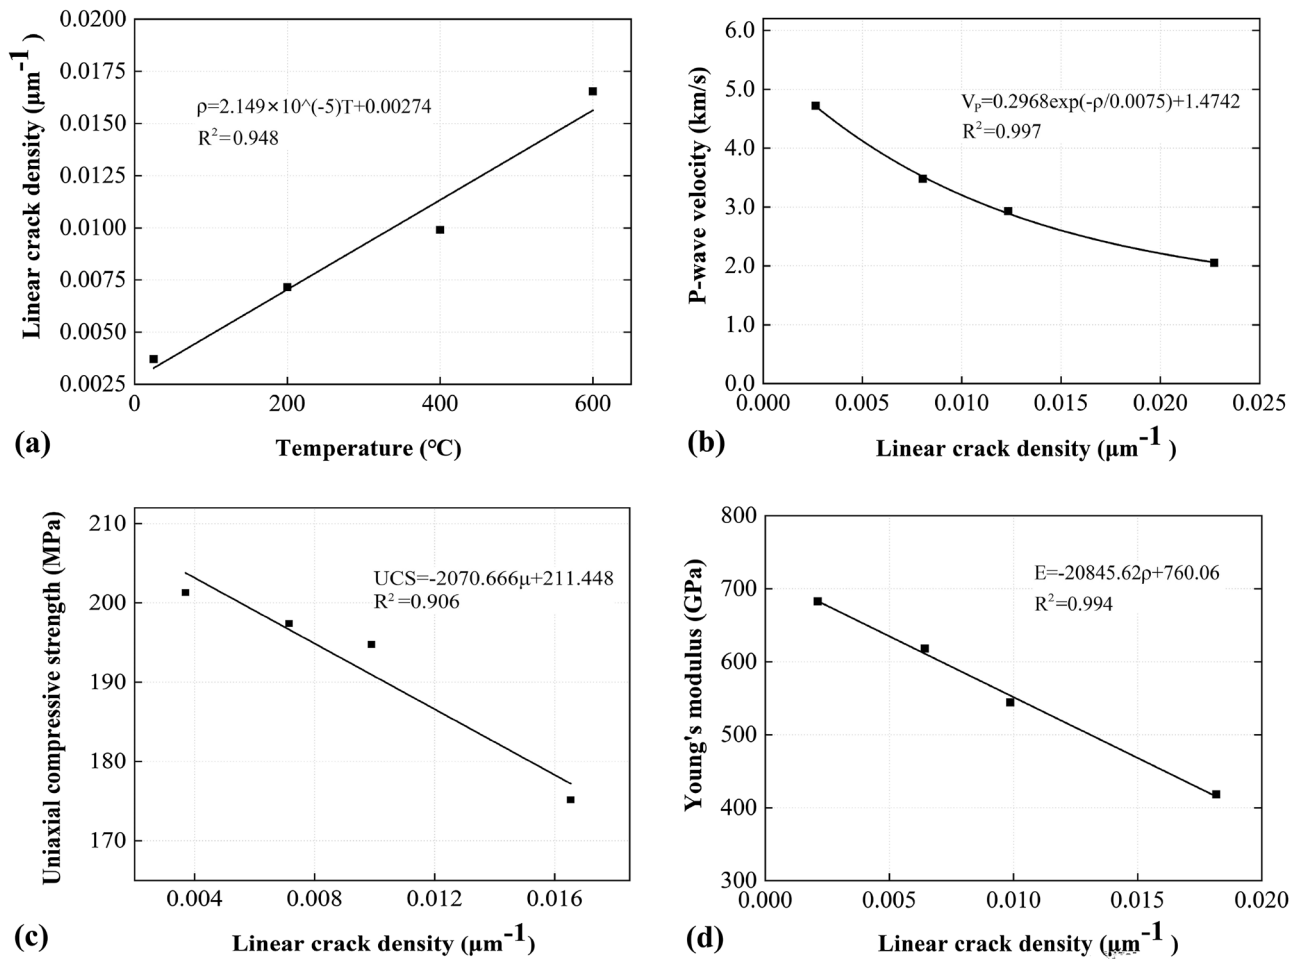 0.0200
0.0175
0.0150
0.0125
0.0100
0.0075
0.0050
0.0025
Linear crack density (μm-1 )
ρ=2.149×10^(-5)T+0.00274
R2=0.948
0 200 400 600
(a) Temperature (℃)
6.0
5.0
4.0
3.0
2.0
1.0
0.0
P-wave velocity (km/s)
VP=0.2968exp(-ρ/0.0075)+1.4742
R2=0.997
0.000 0.005 0.010 0.015 0.020 0.025
(b) Linear crack density (μm-1 )
210
200
190
180
170
Uniaxial compressive strength (MPa)
UCS=-2070.666μ+211.448
R2=0.906
0.004 0.008 0.012 0.016
(c) Linear crack density (μm-1)
800
700
600
500
400
300
Young's modulus (GPa)
E=-20845.62ρ+760.06
R2=0.994
0.000 0.005 0.010 0.015 0.020
(d) Linear crack density (μm-1 )